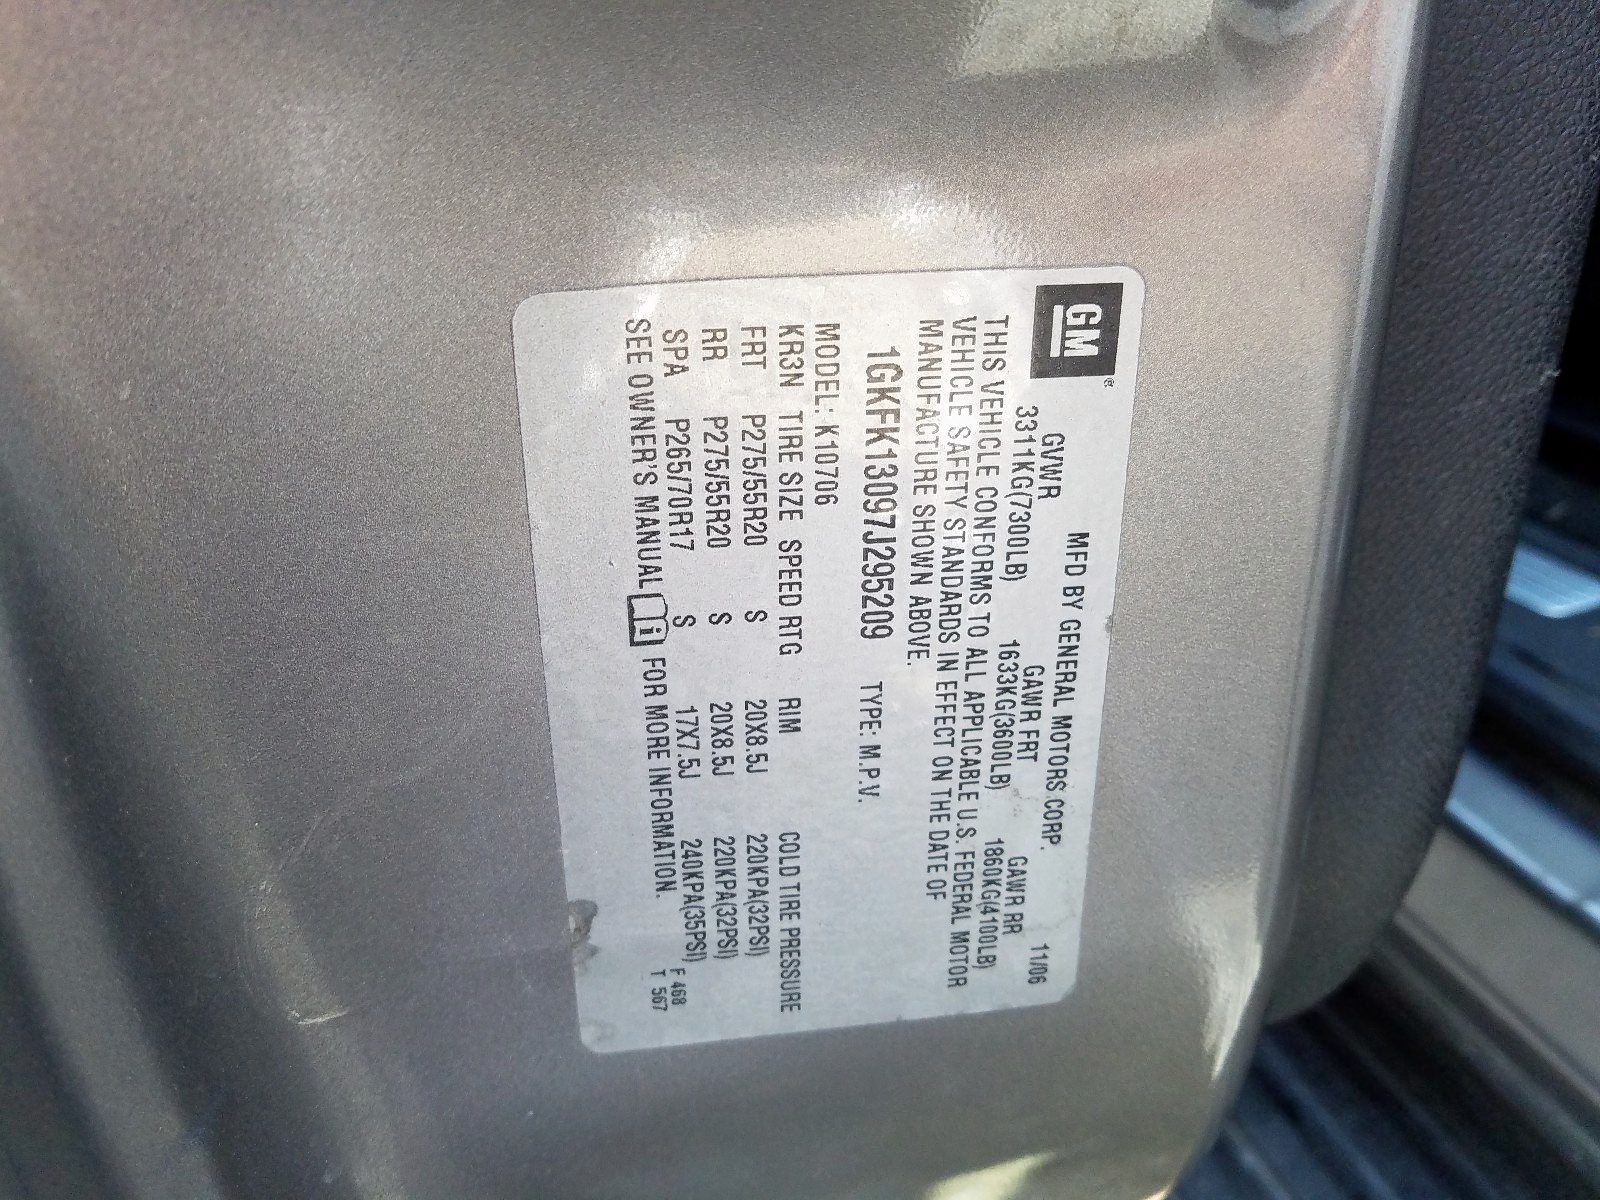 GM®
MFD BY GENERAL MOTORS CORP. 11/06
GVWR GAWR FRT GAWR RR
3311KG(7300LB) 1633KG(3600LB) 1860KG(4100LB)
THIS VEHICLE CONFORMS TO ALL APPLICABLE U.S. FEDERAL MOTOR
VEHICLE SAFETY STANDARDS IN EFFECT ON THE DATE OF
MANUFACTURE SHOWN ABOVE.
1GKFK13097J295209 TYPE: M.P.V.
MODEL: K10706
KR3N TIRE SIZE SPEED RTG RIM COLD TIRE PRESSURE
FRT P275/55R20 S 20X8.5J 220KPA(32PSI)
RR P275/55R20 S 20X8.5J 220KPA(32PSI)
SPA P265/70R17 S 17X7.5J 240KPA(35PSI) F 468
SEE OWNER'S MANUAL i FOR MORE INFORMATION. T 567